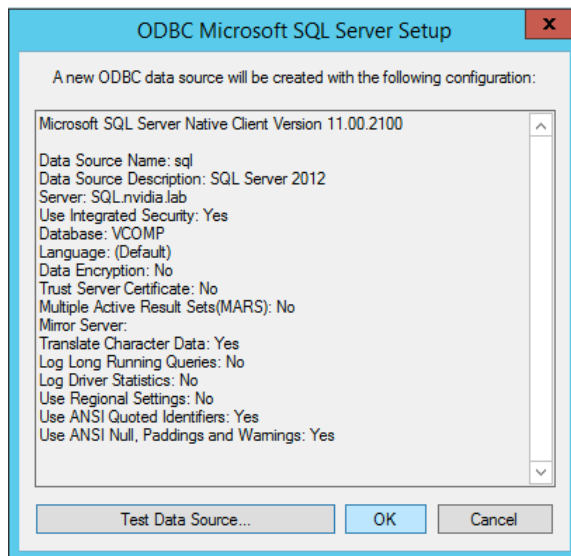 ODBC Microsoft SQL Server Setup
x
A new ODBC data source will be created with the following configuration:
Microsoft SQL Server Native Client Version 11.00.2100
Data Source Name: sql
Data Source Description: SQL Server 2012
Server: SQL.nvidia.lab
Use Integrated Security: Yes
Database: VCOMP
Language: (Default)
Data Encryption: No
Trust Server Certificate: No
Multiple Active Result Sets(MARS): No
Mirror Server:
Translate Character Data: Yes
Log Long Running Queries: No
Log Driver Statistics: No
Use Regional Settings: No
Use ANSI Quoted Identifiers: Yes
Use ANSI Null, Paddings and Warnings: Yes
Test Data Source... OK Cancel